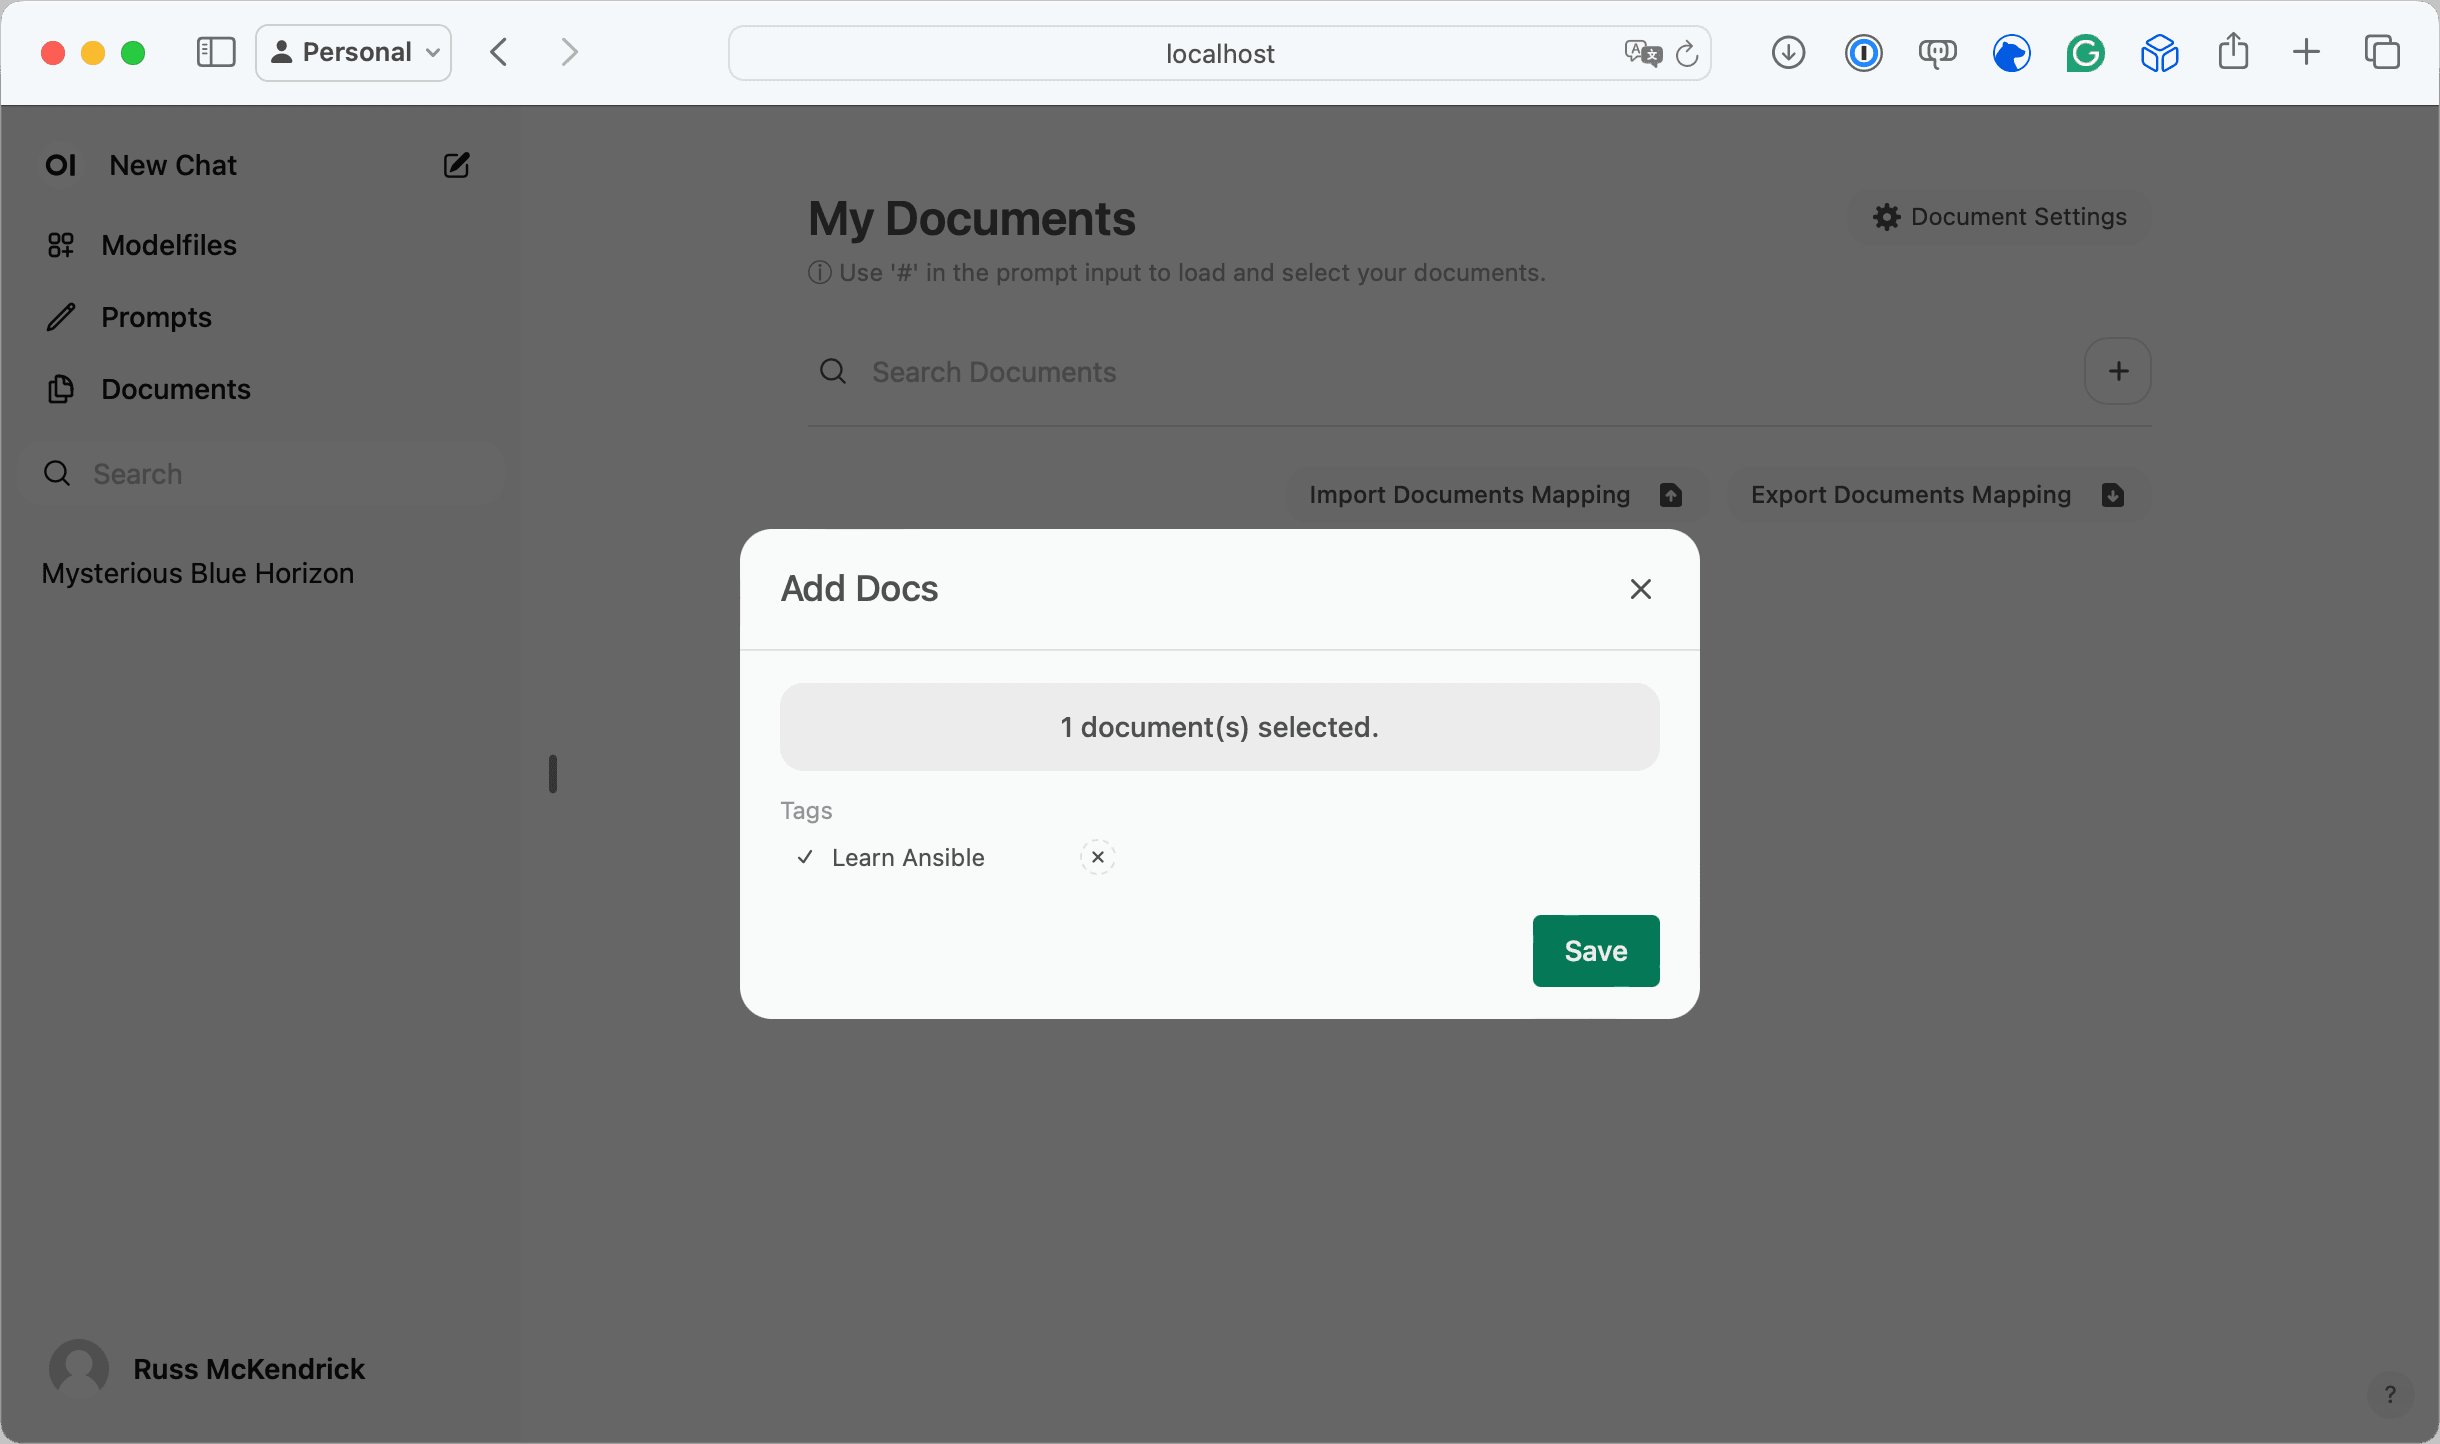 Personal
localhost
OI New Chat
Modelfiles
Prompts
Documents
Search
Mysterious Blue Horizon
Russ McKendrick
My Documents
Document Settings
Use '#' in the prompt input to load and select your documents.
Search Documents
Import Documents Mapping
Export Documents Mapping
Add Docs
1 document(s) selected.
Tags
Learn Ansible
Save
?